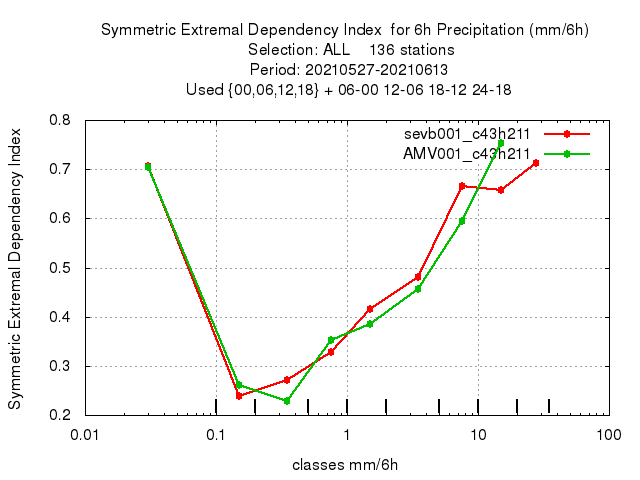 Symmetric Extremal Dependency Index  for 6h Precipitation (mm/6h)
Selection: ALL    136 stations
Period: 20210527-20210613
Used {00,06,12,18} + 06-00 12-06 18-12 24-18
Symmetric Extremal Dependency Index
0.8
0.7
0.6
0.5
0.4
0.3
0.2
sevb001_c43h211
AMV001_c43h211
0.01 0.1 1 10 100
classes mm/6h